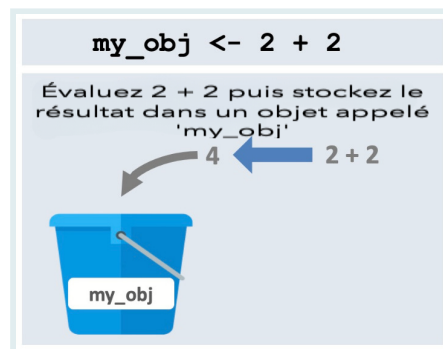 my_obj <- 2 + 2
Évaluez 2 + 2 puis stockez le
résultat dans un objet appelé
'my_obj'
4 2 + 2
my_obj